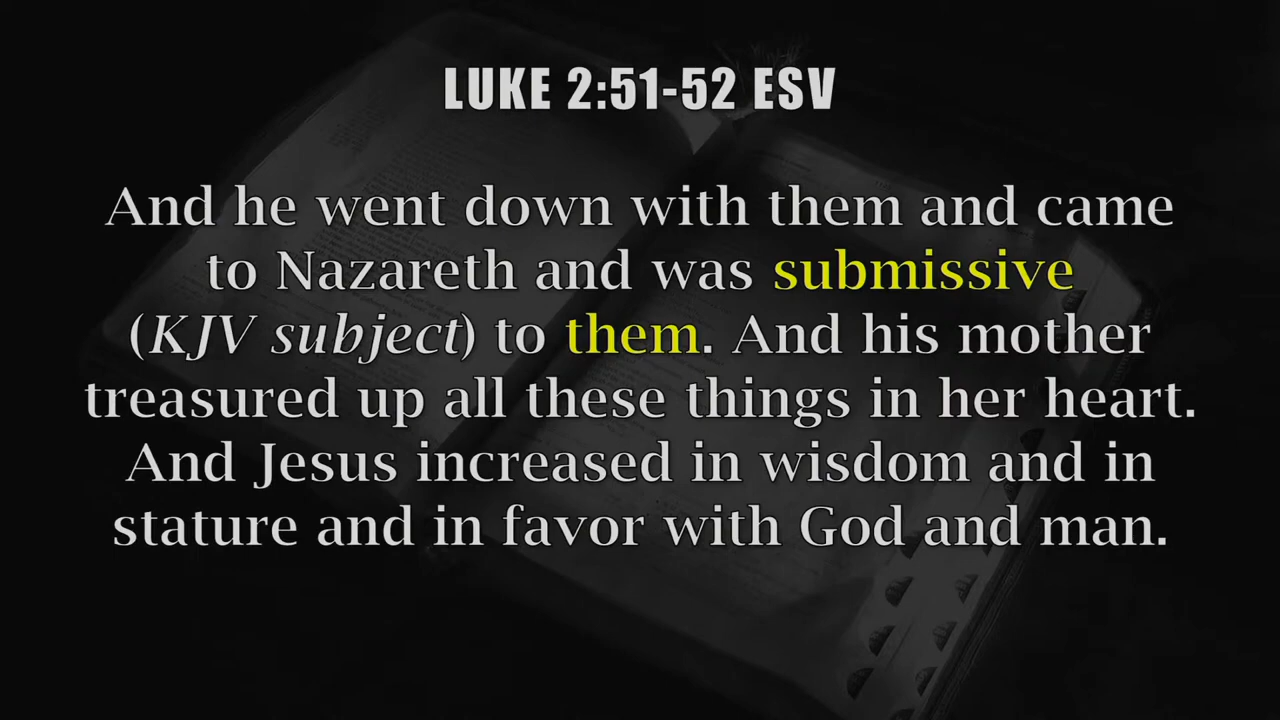 LUKE 2:51-52 ESV
And he went down with them and came
to Nazareth and was submissive
(KJV subject) to them. And his mother
treasured up all these things in her heart.
And Jesus increased in wisdom and in
stature and in favor with God and man.